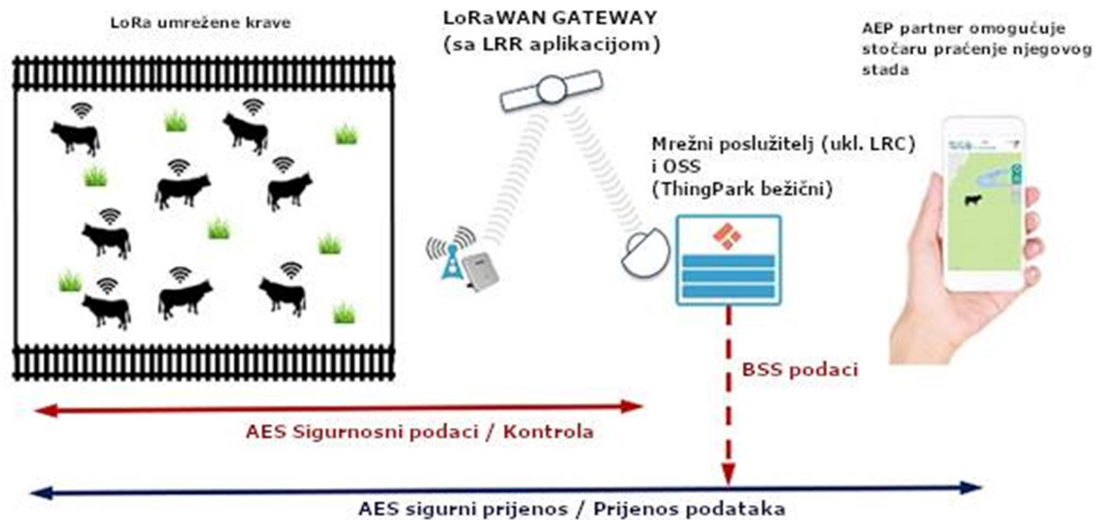 LoRa umrežene krave
LoRaWAN GATEWAY
(sa LRR aplikacijom)
AEP partner omogućuje
stočaru praćenje njegovog
stada
Mrežni poslužitelj (ukl. LRC)
i OSS
(ThingPark bežični)
BSS podaci
AES Sigurnosni podaci / Kontrola
AES sigurni prijenos / Prijenos podataka